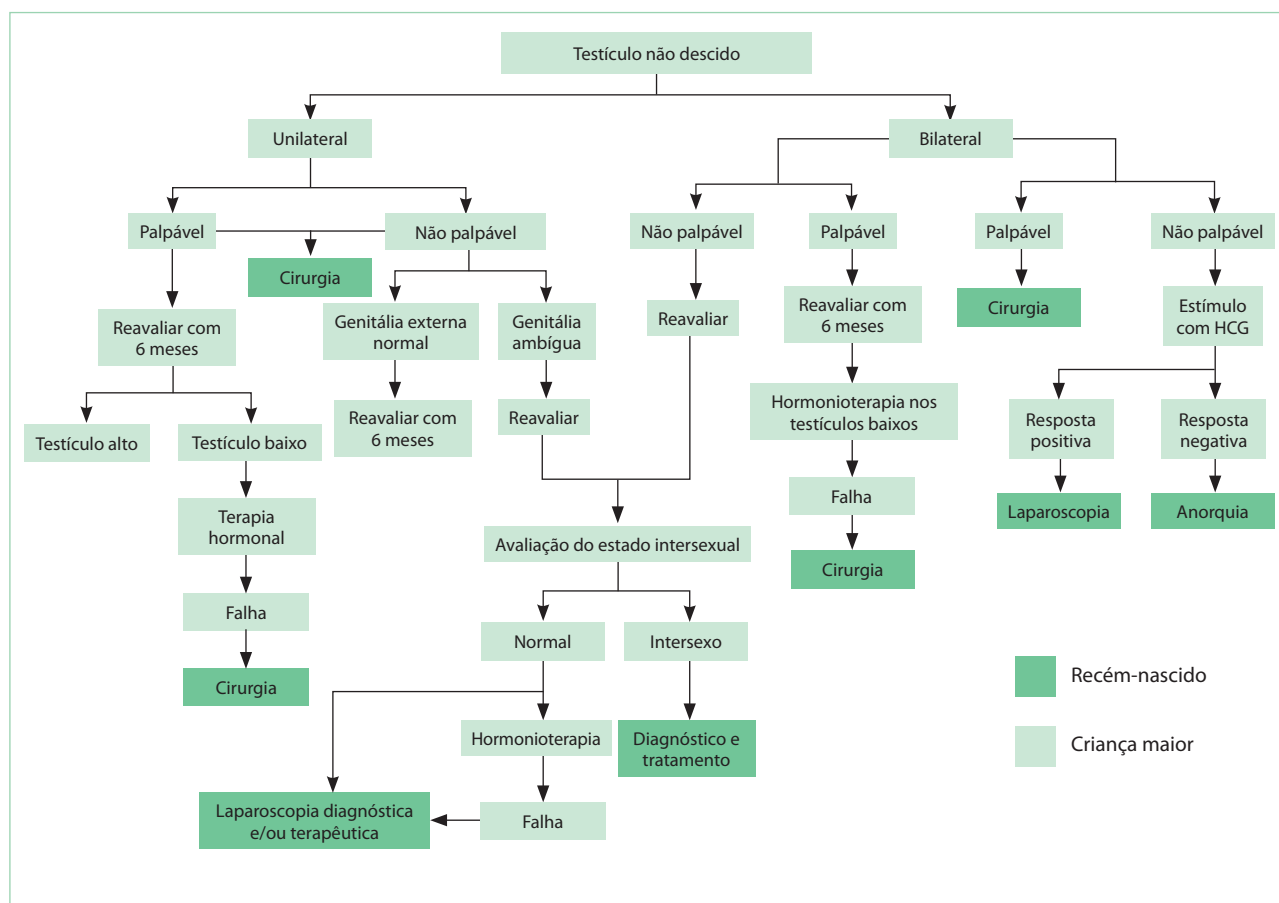 Testículo não descido
Unilateral
Bilateral
Palpável
Não palpável
Não palpável
Palpável
Palpável
Não palpável
Cirurgia
Reavaliar com
6 meses
Genitália externa
normal
Genitália
ambígua
Reavaliar
Reavaliar com
6 meses
Cirurgia
Estímulo
com HCG
Testículo alto
Testículo baixo
Reavaliar com
6 meses
Reavaliar
Hormonioterapia nos
testículos baixos
Resposta
positiva
Resposta
negativa
Terapia
hormonal
Falha
Laparoscopia
Anorquia
Avaliação do estado intersexual
Cirurgia
Falha
Normal
Intersexo
Cirurgia
Hormonioterapia
Diagnóstico e
tratamento
Laparoscopia diagnóstica
e/ou terapêutica
Falha
Recém-nascido
Criança maior